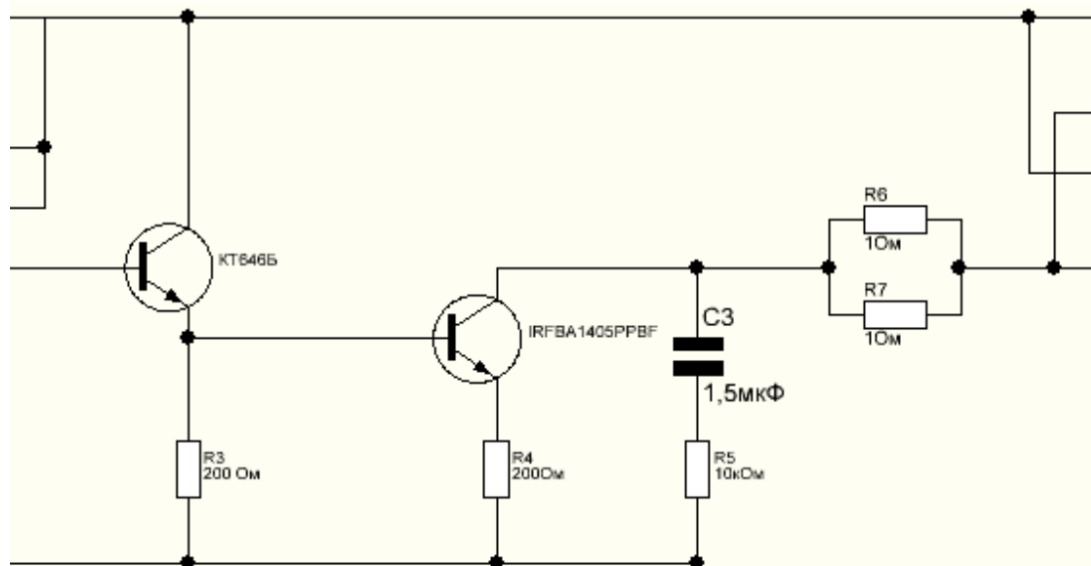 R6
1Ом
КТ646Б
R7
1Ом
IRFBA1405PPBF
C3
1,5мкФ
R3
200 Ом
R4
200Ом
R5
10кОм